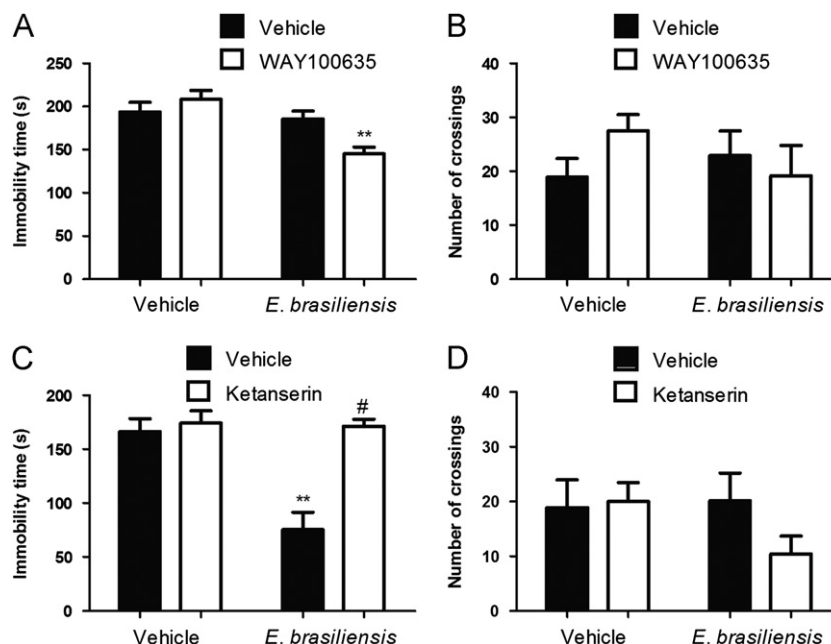 A
Vehicle
WAY100635
Immobility time (s)
250
200
150
100
50
0
**
Vehicle
E. brasiliensis
B
Vehicle
WAY100635
Number of crossings
40
30
20
10
0
Vehicle
E. brasiliensis
C
Vehicle
Ketanserin
Immobility time (s)
200
150
100
50
0
**
#
Vehicle
E. brasiliensis
D
Vehicle
Ketanserin
Number of crossings
40
30
20
10
0
Vehicle
E. brasiliensis